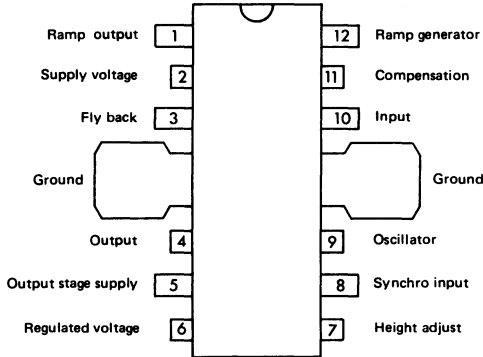 Ramp output 1 12 Ramp generator
Supply voltage 2 11 Compensation
Fly back 3 10 Input
Ground Ground
Output 4 9 Oscillator
Output stage supply 5 8 Synchro input
Regulated voltage 6 7 Height adjust